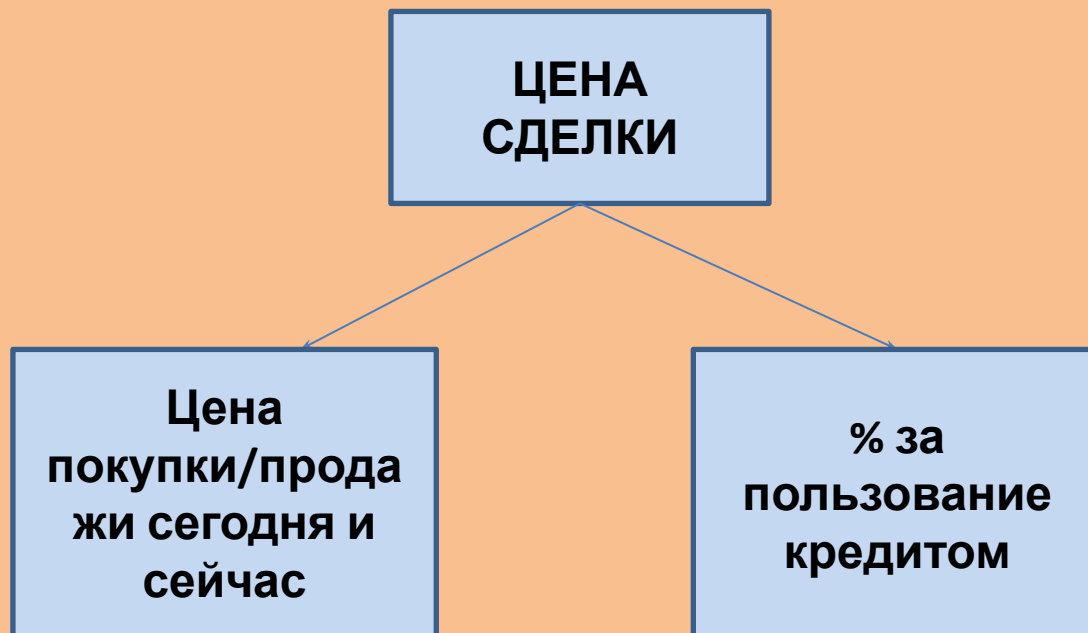 ЦЕНА
СДЕЛКИ
Цена
покупки/прода
жи сегодня и
сейчас
% за
пользование
кредитом